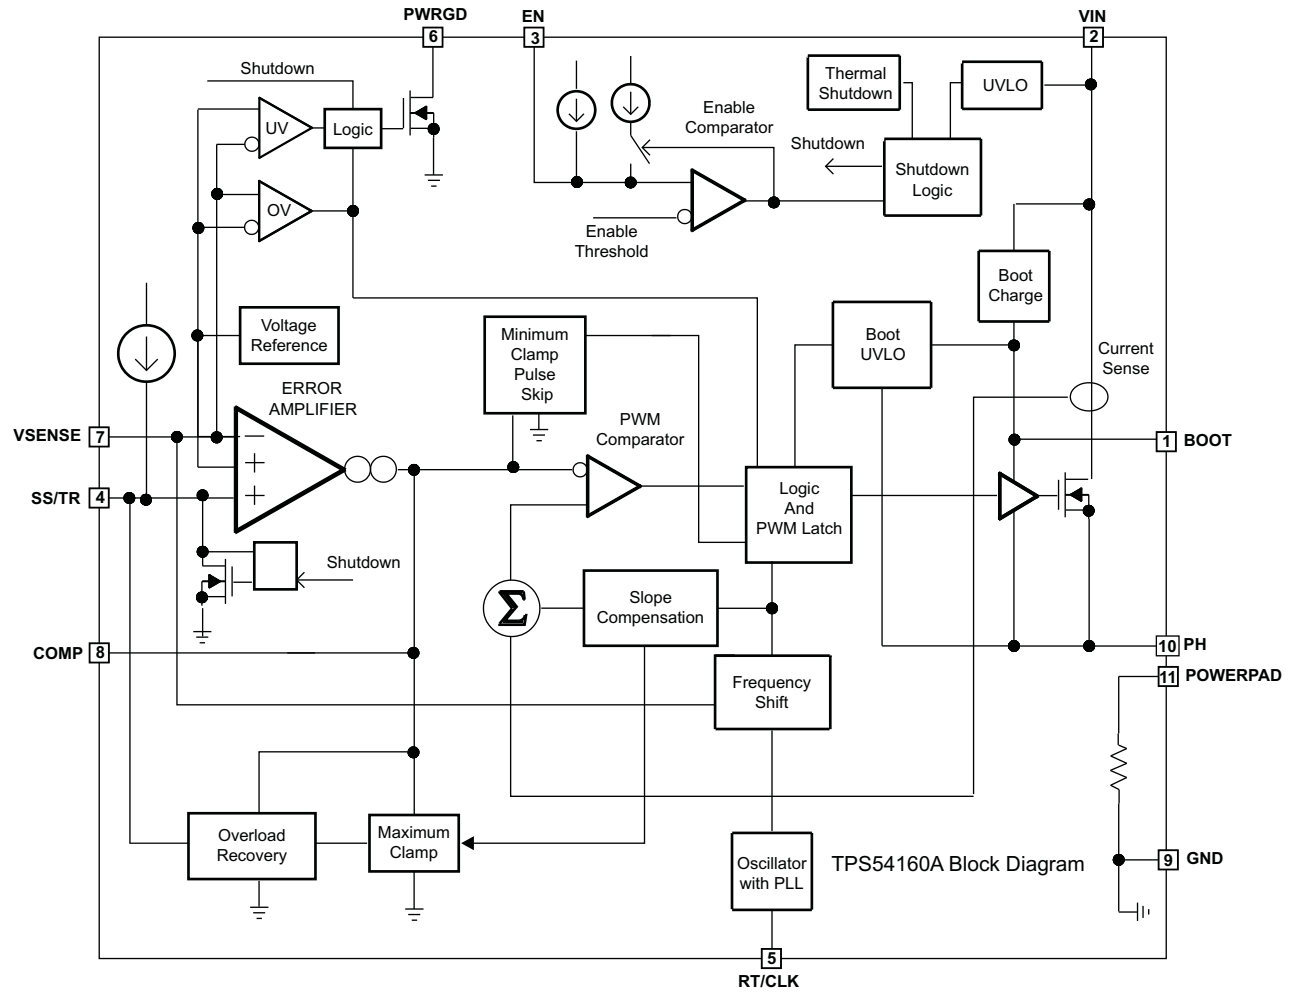 PWRGD
EN
VIN
6
3
2
Shutdown
Thermal
Shutdown
UVLO
Enable
Comparator
UV
Logic
Shutdown
Shutdown
Logic
OV
Enable
Threshold
Boot
Charge
Voltage
Reference
Minimum
Clamp
Pulse
Skip
Boot
UVLO
Current
Sense
ERROR
AMPLIFIER
PWM
Comparator
VSENSE
7
−
+
+
1
BOOT
SS/TR
4
Logic
And
PWM Latch
Shutdown
Σ
Slope
Compensation
COMP
8
10
PH
11
POWERPAD
Frequency
Shift
Overload
Recovery
Maximum
Clamp
Oscillator
with PLL
TPS54160A Block Diagram
9
GND
5
RT/CLK